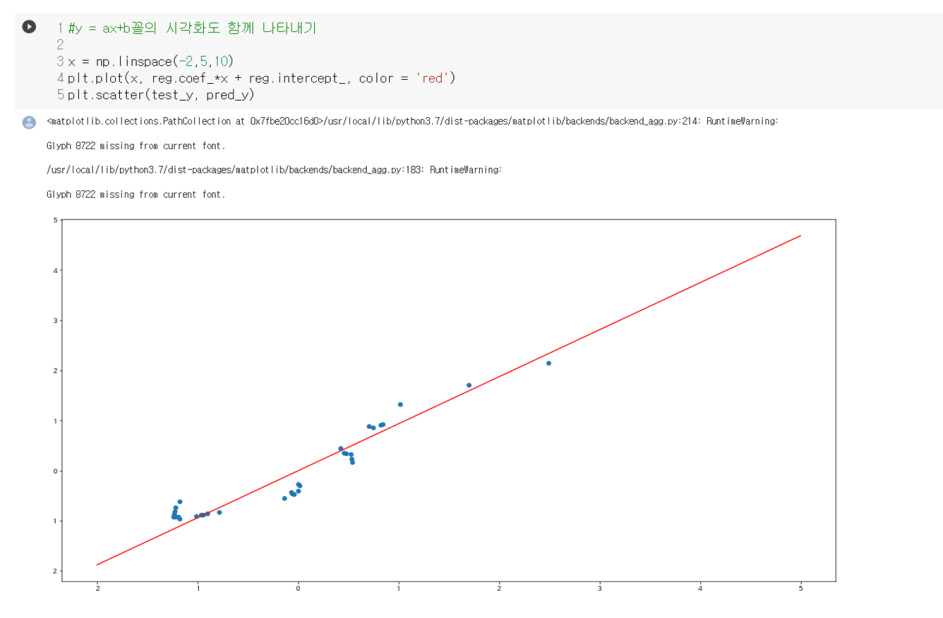 1 #y = ax+b꼴의 시각화도 함께 나타내기
2
3 x = np.linspace(-2,5,10)
4 plt.plot(x, reg.coef_*x + reg.intercept_, color = 'red')
5 plt.scatter(test_y, pred_y)
<matplotlib.collections.PathCollection at 0x7fbe20cc16d0>/usr/local/lib/python3.7/dist-packages/matplotlib/backends/backend_agg.py:214: RuntimeWarning:
Glyph 8722 missing from current font.
/usr/local/lib/python3.7/dist-packages/matplotlib/backends/backend_agg.py:183: RuntimeWarning:
Glyph 8722 missing from current font.
5
4
3
2
1
0
1
2
2 1 0 1 2 3 4 5